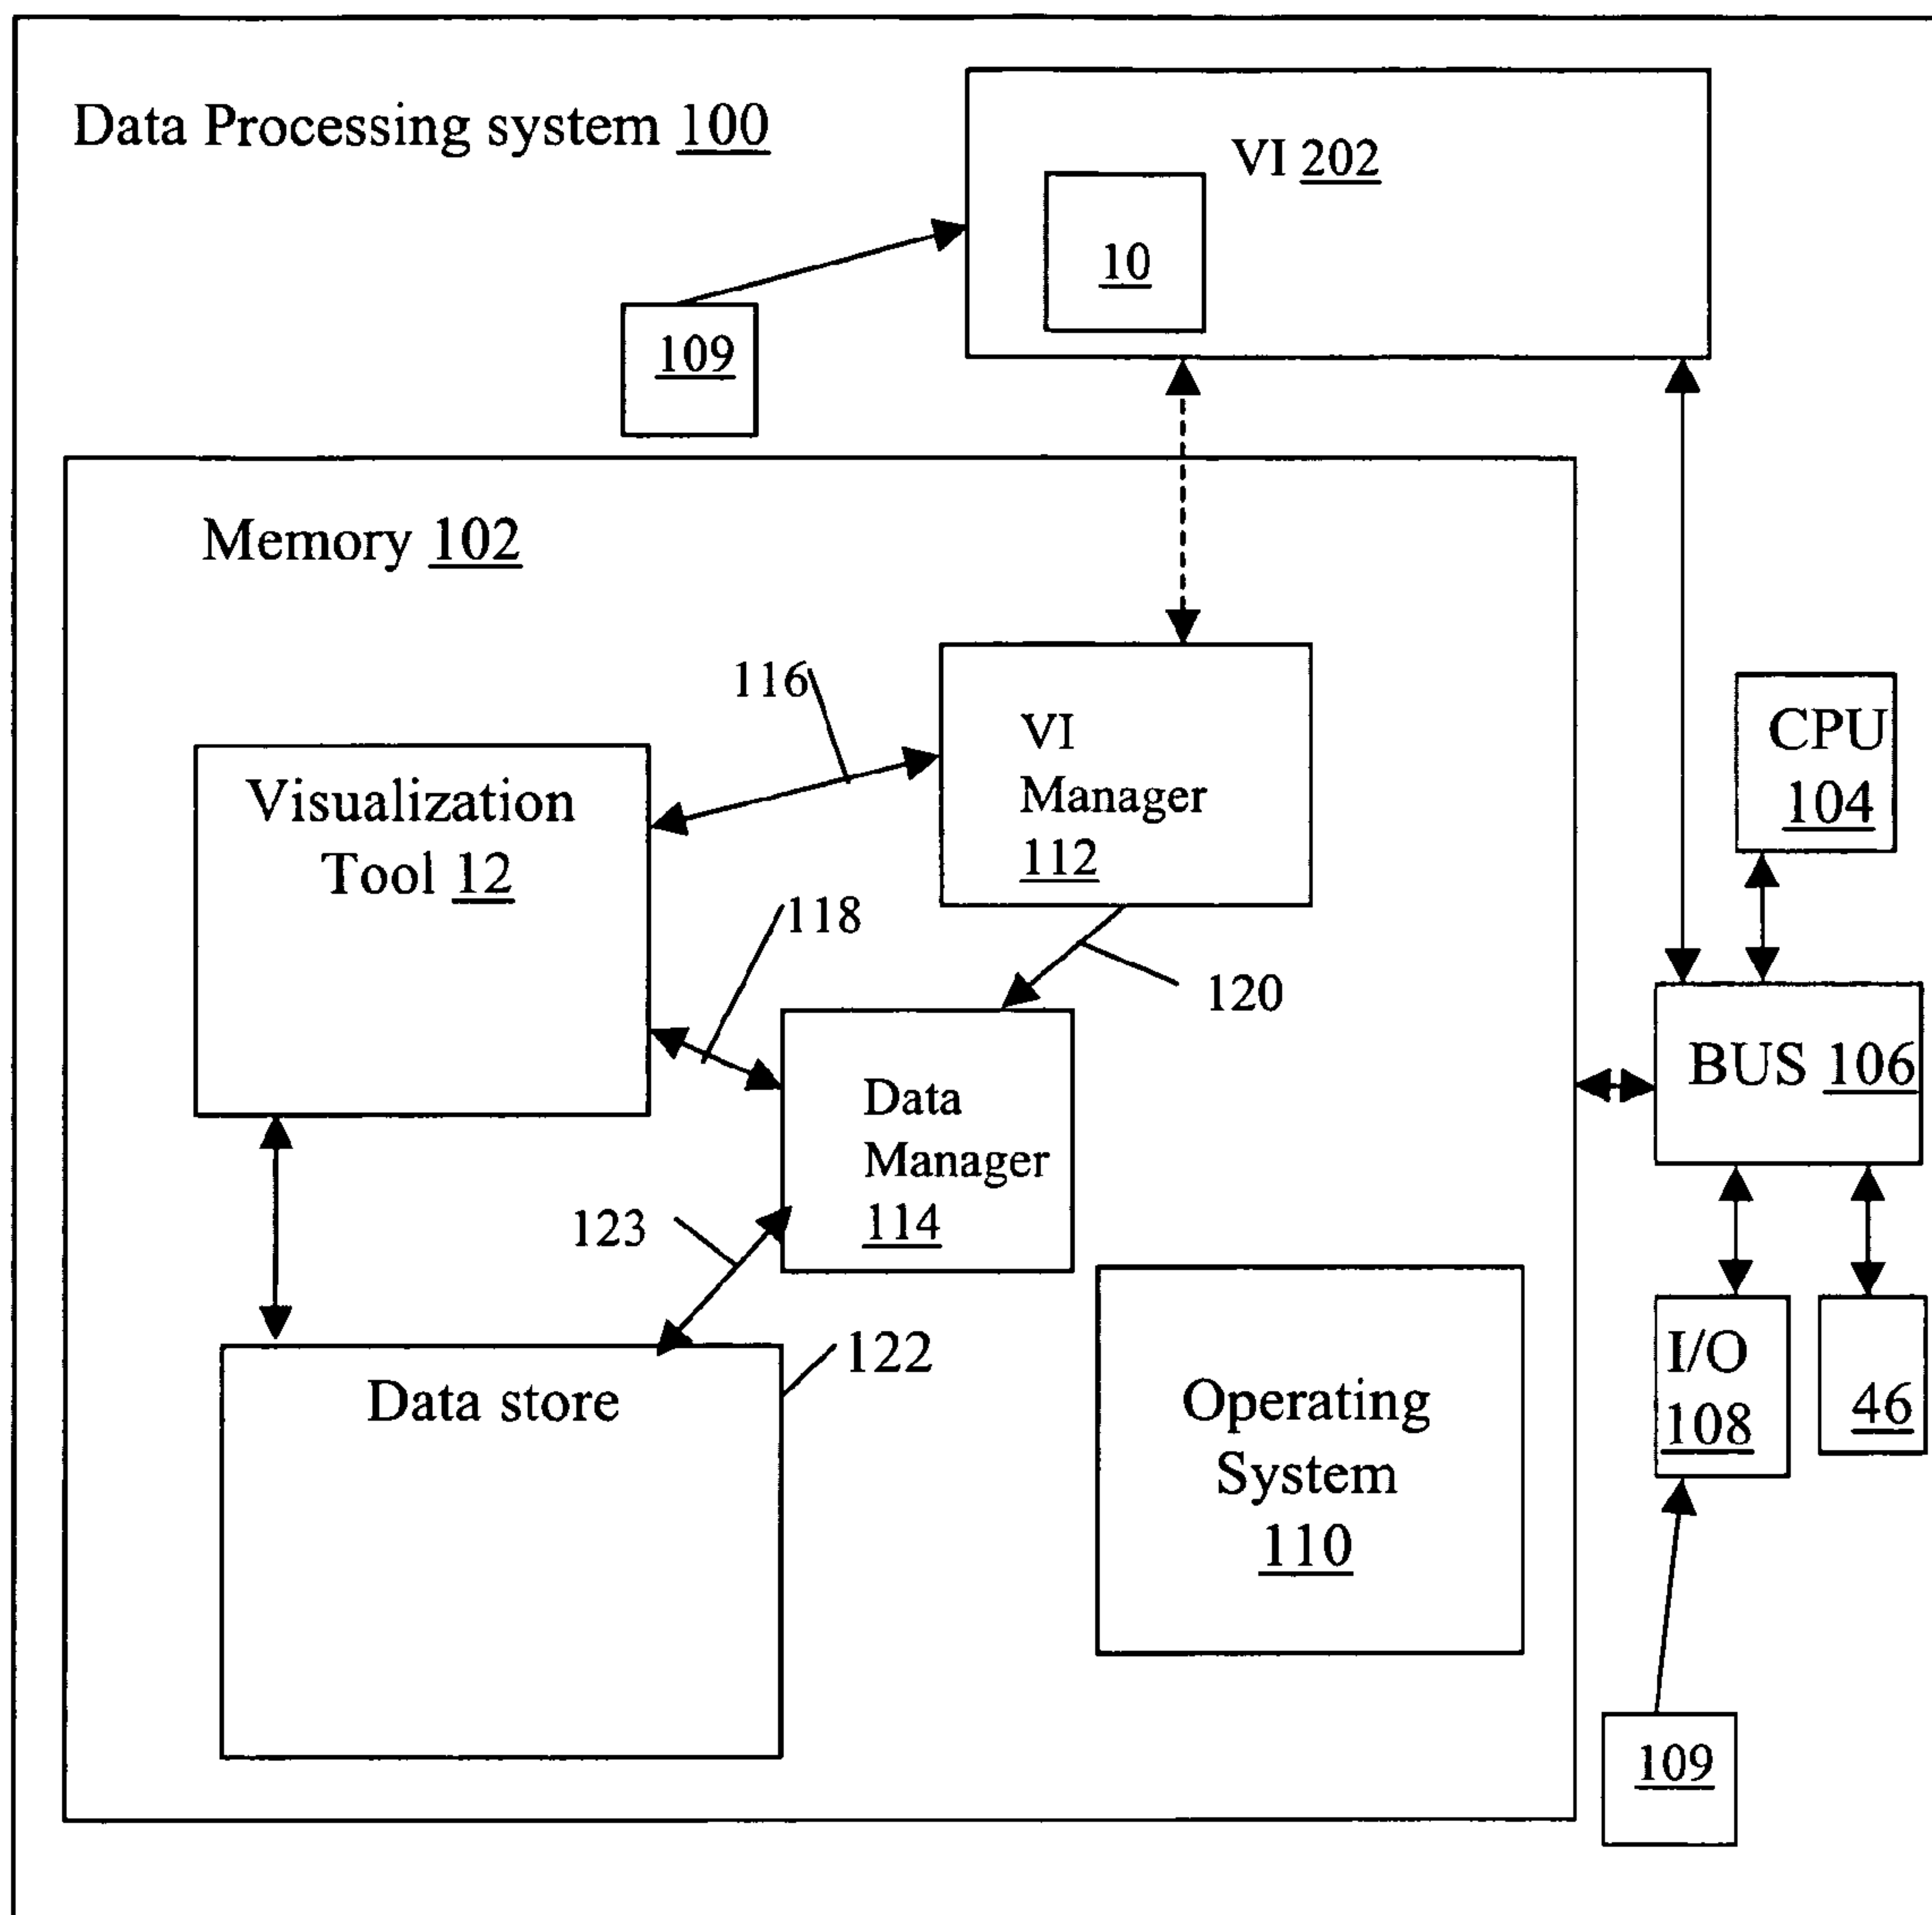 Data Processing system 100
VI 202
10
109
Memory 102
116
VI
Manager
112
CPU
104
Visualization
Tool 12
118
120
BUS 106
Data
Manager
114
123
122
Data store
Operating
System
110
I/O
108
46
109